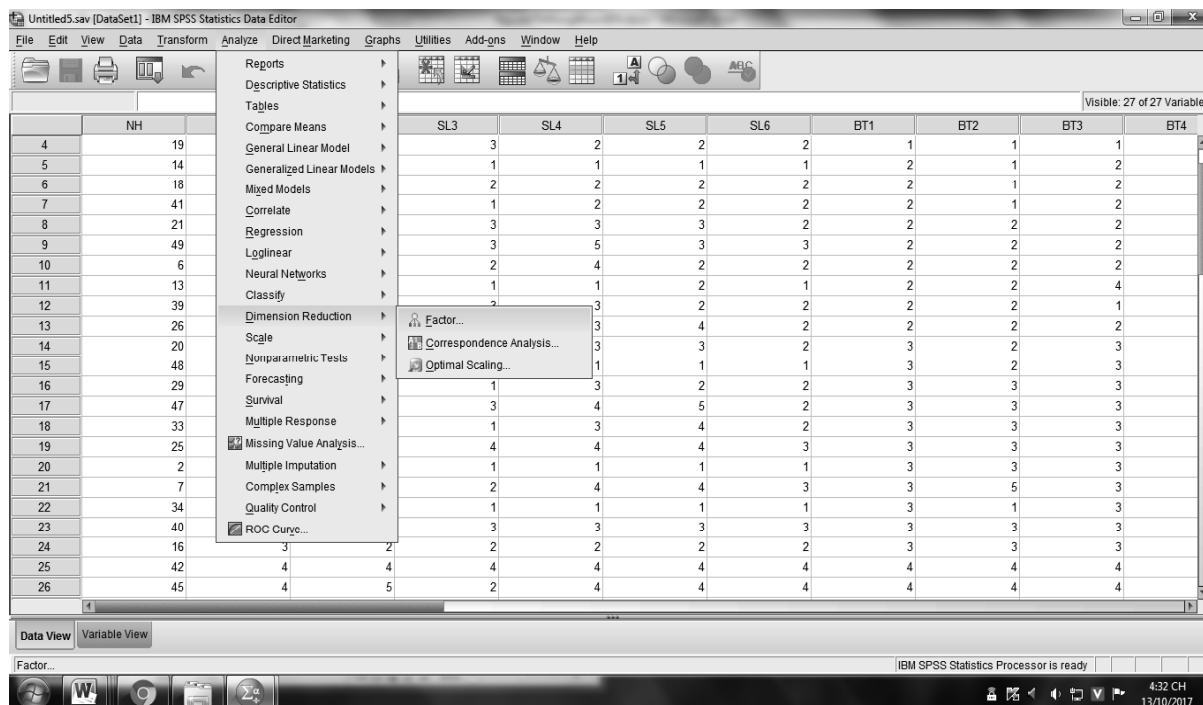 Untitled5.sav [DataSet1] - IBM SPSS Statistics Data Editor
File Edit View Data Transform Analyze Direct Marketing Graphs Utilities Add-ons Window Help
Visible: 27 of 27 Variable
Reports
Descriptive Statistics
Tables
Compare Means
General Linear Model
Generalized Linear Models
Mixed Models
Correlate
Regression
Loglinear
Neural Networks
Classify
Dimension Reduction
Scale
Nonparametric Tests
Forecasting
Survival
Multiple Response
Missing Value Analysis...
Multiple Imputation
Complex Samples
Quality Control
ROC Curve...
Factor...
Correspondence Analysis...
Optimal Scaling...
NH SL3 SL4 SL5 SL6 BT1 BT2 BT3 BT4
4 19 3 2 2 2 1 1 1
5 14 1 1 1 1 2 1 2
6 18 2 2 2 2 2 1 2
7 41 1 2 2 2 2 1 2
8 21 3 3 3 2 2 2 2
9 49 3 5 3 3 2 2 2
10 6 2 4 2 2 2 2 2
11 13 1 1 2 1 2 2 4
12 39 3 2 2 2 2 1
13 26 3 4 2 2 2 2
14 20 3 3 2 3 2 3
15 48 1 1 1 3 2 3
16 29 1 3 2 2 3 3 3
17 47 3 4 5 2 3 3 3
18 33 1 3 4 2 3 3 3
19 25 4 4 4 3 3 3 3
20 2 1 1 1 1 3 3 3
21 7 2 4 4 3 3 5 3
22 34 1 1 1 1 3 1 3
23 40 3 3 3 3 3 3 3
24 16 3 2 2 2 2 2 3 3 3
25 42 4 4 4 4 4 4 4 4 4
26 45 4 5 2 4 4 4 4 4 4
Data View Variable View
Factor... IBM SPSS Statistics Processor is ready
4:32 CH
13/10/2017